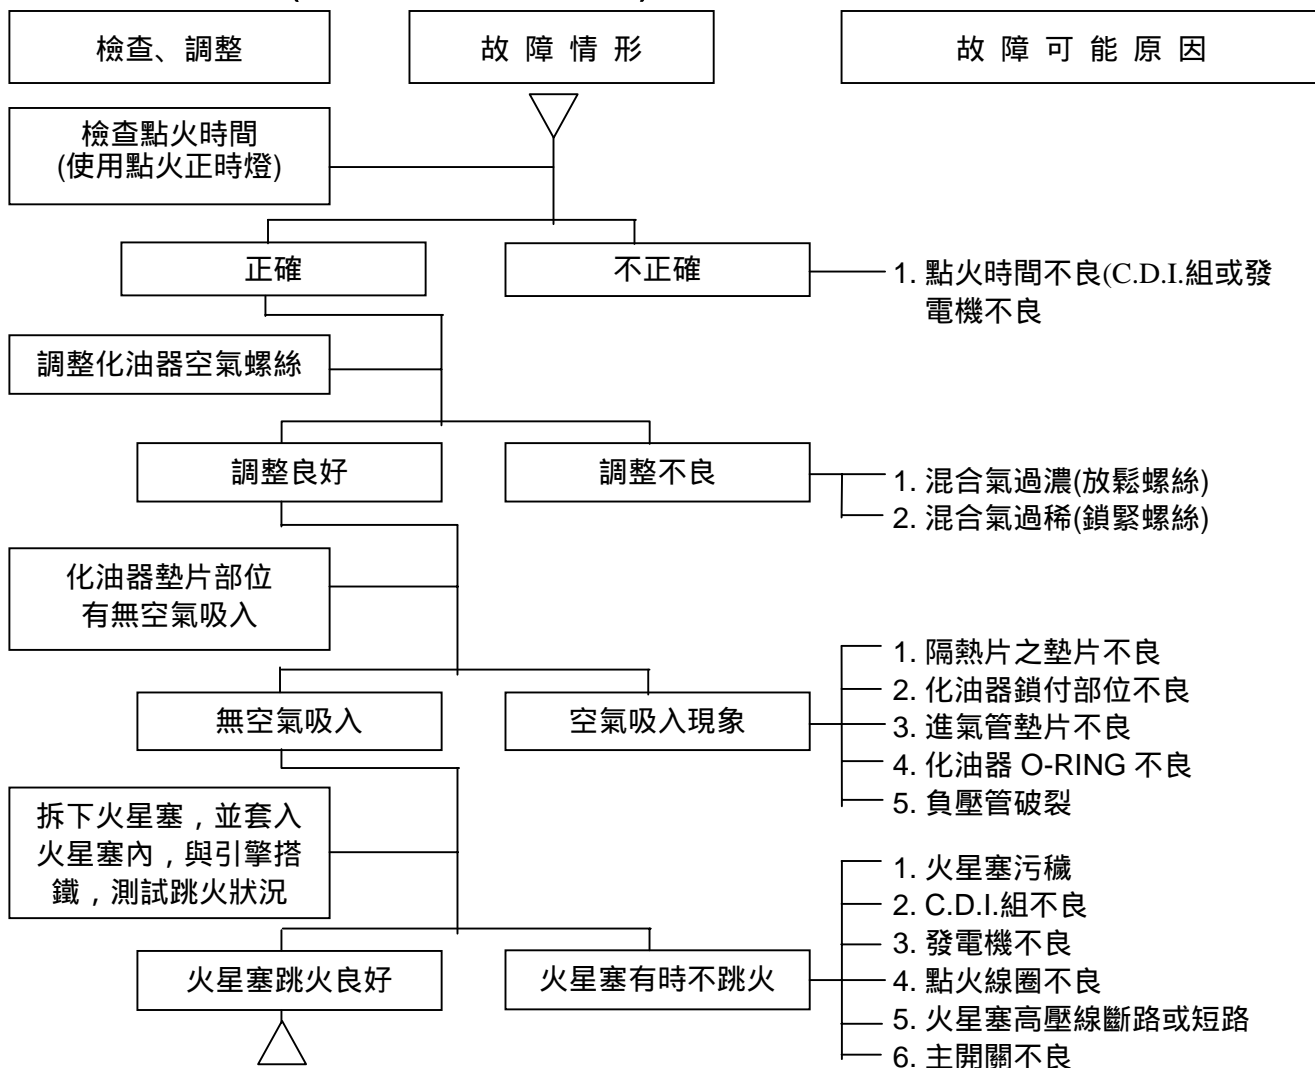 檢查、調整
故障情形
故障可能原因
檢查點火時間
(使用點火正時燈)
正確
不正確
1. 點火時間不良(C.D.I.組或發
電機不良
調整化油器空氣螺絲
調整良好
調整不良
1. 混合氣過濃(放鬆螺絲)
2. 混合氣過稀(鎖緊螺絲)
化油器墊片部位
有無空氣吸入
無空氣吸入
空氣吸入現象
1. 隔熱片之墊片不良
2. 化油器鎖付部位不良
3. 進氣管墊片不良
4. 化油器 O-RING 不良
5. 負壓管破裂
拆下火星塞，並套入
火星塞內，與引擎搭
鐵，測試跳火狀況
火星塞跳火良好
火星塞有時不跳火
1. 火星塞污穢
2. C.D.I.組不良
3. 發電機不良
4. 點火線圈不良
5. 火星塞高壓線斷路或短路
6. 主開關不良